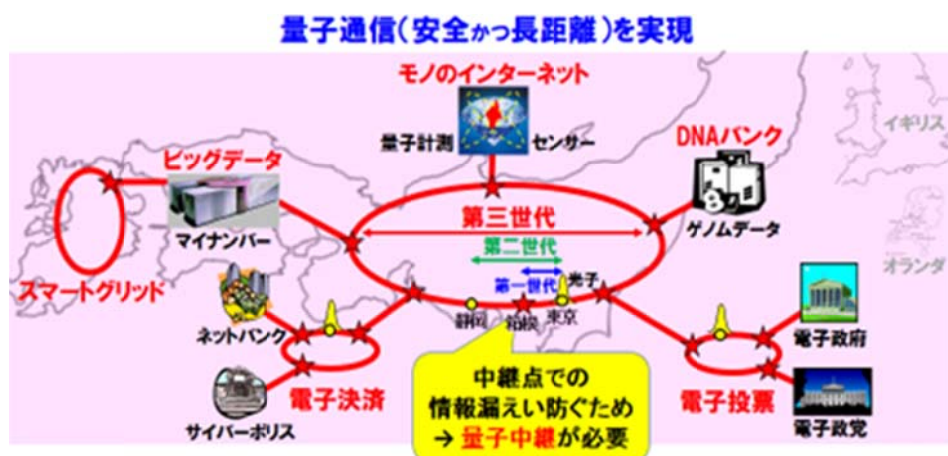 量子通信(安全かつ長距離)を実現
モノのインターネット
量子計測
センサー
DNAバンク
ゲノムデータ
イギリス
オランダ
ビッグデータ
マイナンバー
スマートグリッド
第三世代
第二世代
第一世代
光子
静岡
箱根
東京
ネットバンク
サイバーポリス
電子決済
中継点での
情報漏えい防ぐため
→ 量子中継が必要
電子投票
電子政府
電子政党